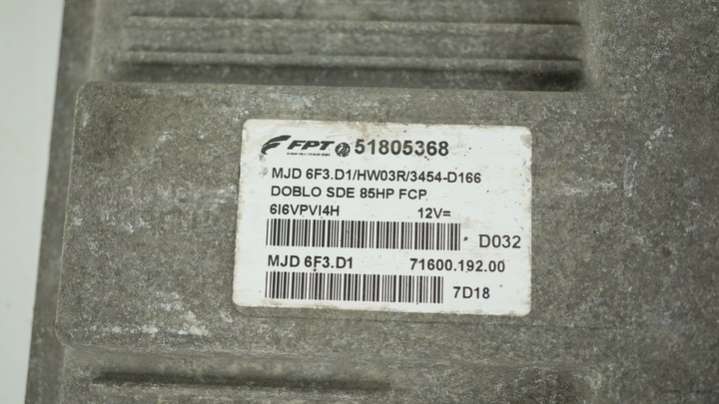 FPT 51805368
MJD 6F3.D1/HW03R/3454-D166
DOBLO SDE 85HP FCP
6I6VPVI4H 12V=
D032
MJD 6F3.D1 71600.192.00
7D18